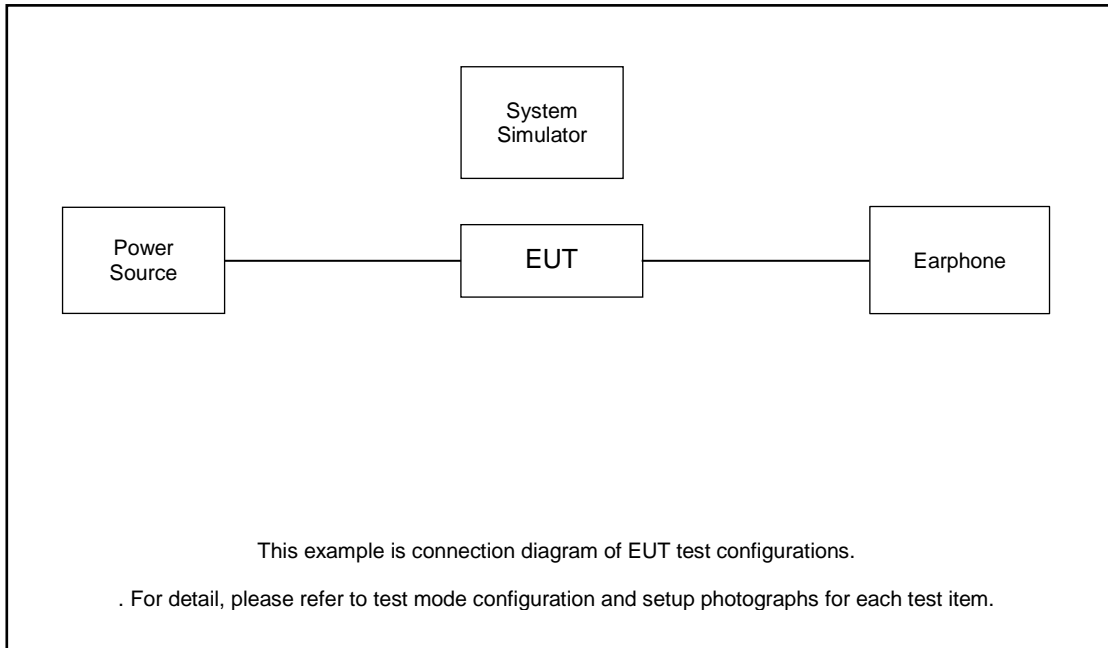 System
Simulator
Power
Source
EUT
Earphone
This example is connection diagram of EUT test configurations.
. For detail, please refer to test mode configuration and setup photographs for each test item.